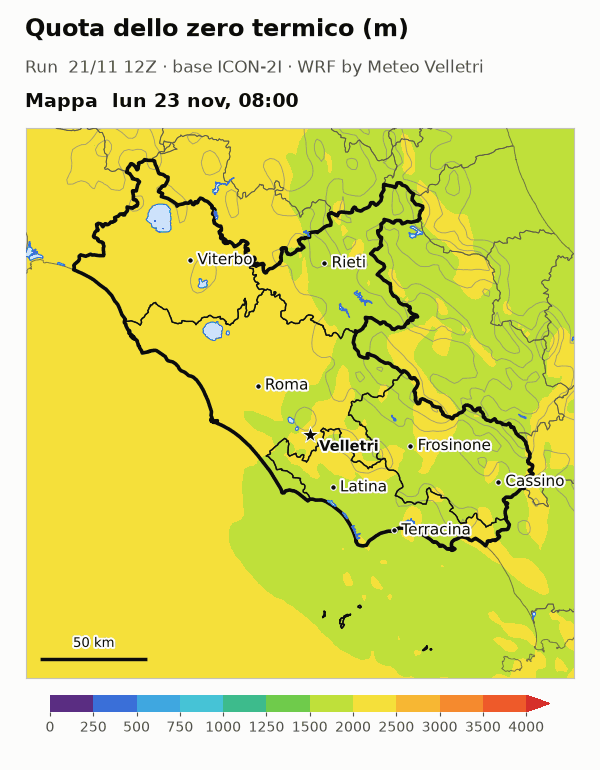 Quota dello zero termico (m)
Run  21/11 12Z · base ICON-2I · WRF by Meteo Velletri
Mappa  lun 23 nov, 08:00
Viterbo
Rieti
Roma
Velletri
Frosinone
Latina
Cassino
Terracina
50 km
0 250 500 750 1000 1250 1500 2000 2500 3000 3500 4000